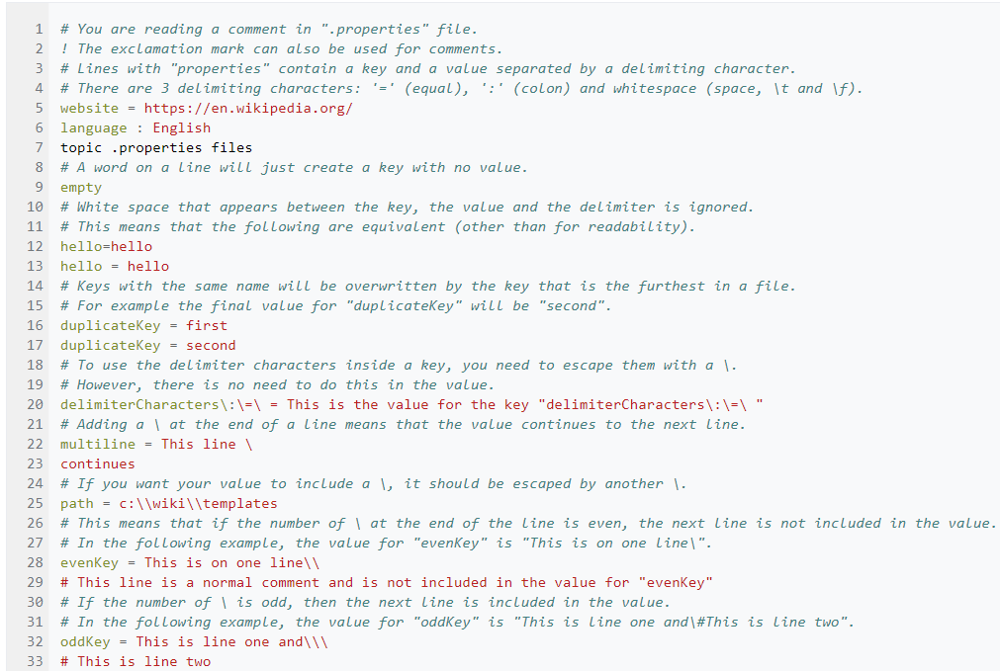 1 # You are reading a comment in ".properties" file.
2 ! The exclamation mark can also be used for comments.
3 # Lines with "properties" contain a key and a value separated by a delimiting character.
4 # There are 3 delimiting characters: '=' (equal), ':' (colon) and whitespace (space, \t and \f).
5 website = https://en.wikipedia.org/
6 language : English
7 topic .properties files
8 # A word on a line will just create a key with no value.
9 empty
10 # White space that appears between the key, the value and the delimiter is ignored.
11 # This means that the following are equivalent (other than for readability).
12 hello=hello
13 hello = hello
14 # Keys with the same name will be overwritten by the key that is the furthest in a file.
15 # For example the final value for "duplicateKey" will be "second".
16 duplicateKey = first
17 duplicateKey = second
18 # To use the delimiter characters inside a key, you need to escape them with a \.
19 # However, there is no need to do this in the value.
20 delimiterCharacters\:\=\ = This is the value for the key "delimiterCharacters\:\=\ "
21 # Adding a \ at the end of a line means that the value continues to the next line.
22 multiline = This line \
23 continues
24 # If you want your value to include a \, it should be escaped by another \.
25 path = c:\\wiki\\templates
26 # This means that if the number of \ at the end of the line is even, the next line is not included in the value.
27 # In the following example, the value for "evenKey" is "This is on one line\".
28 evenKey = This is on one line\\
29 # This line is a normal comment and is not included in the value for "evenKey"
30 # If the number of \ is odd, then the next line is included in the value.
31 # In the following example, the value for "oddKey" is "This is line one and\#This is line two".
32 oddKey = This is line one and\\\
33 # This is line two